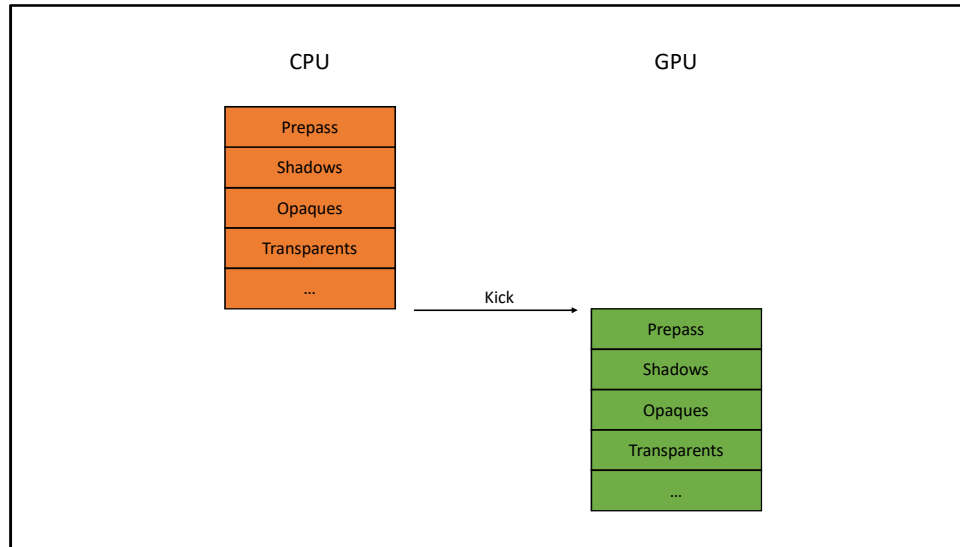 CPU
GPU
Prepass
Shadows
Opaques
Transparents
...
Kick
Prepass
Shadows
Opaques
Transparents
...